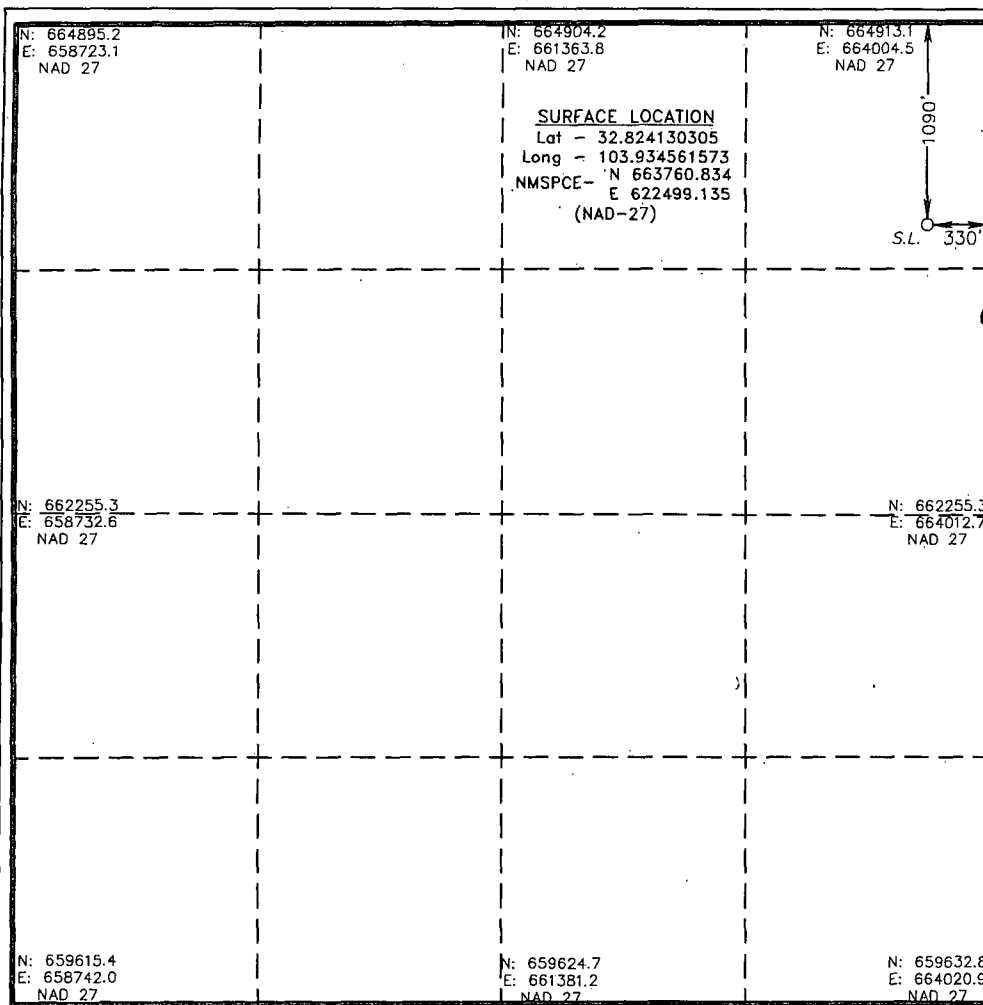 N: 664895.2
E: 658723.1
NAD 27
N: 664904.2
E: 661363.8
NAD 27
N: 664913.1
E: 664004.5
NAD 27
1090'
SURFACE LOCATION
Lat - 32.824130305
Long - 103.934561573
NMSPCE- N 663760.834
E 622499.135
(NAD-27)
S.L. 330'
N: 662255.3
E: 658732.6
NAD 27
N: 662255.3
E: 664012.7
NAD 27
N: 659615.4
E: 658742.0
NAD 27
N: 659624.7
E: 661381.2
NAD 27
N: 659632.8
E: 664020.9
NAD 27